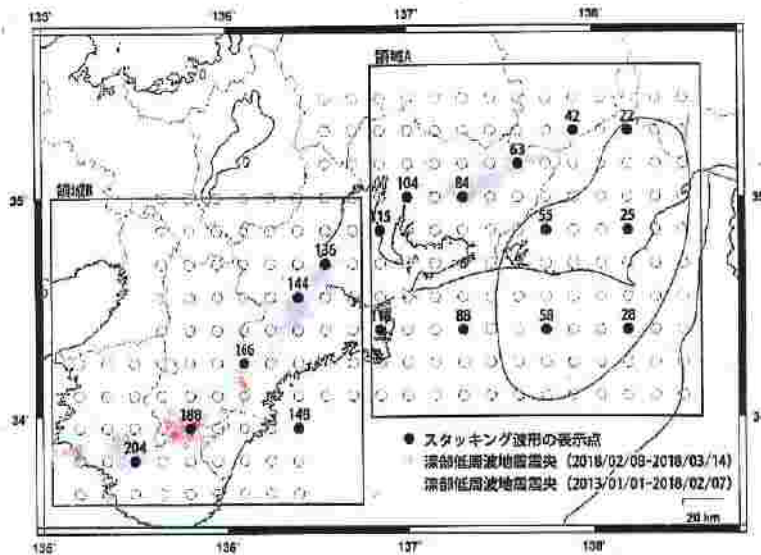 135° 136° 137° 138°
領域A
42 22
63
35° 104 84 35°
領域B
115 55 25
136
144
118 88 58 28
166
34° 188 148 34°
204
● スタッキング波形の表示点
深部低周波地震震央（2018/02/08-2018/03/14）
深部低周波地震震央（2013/01/01-2018/02/07）
20 km
135° 136° 137° 138°